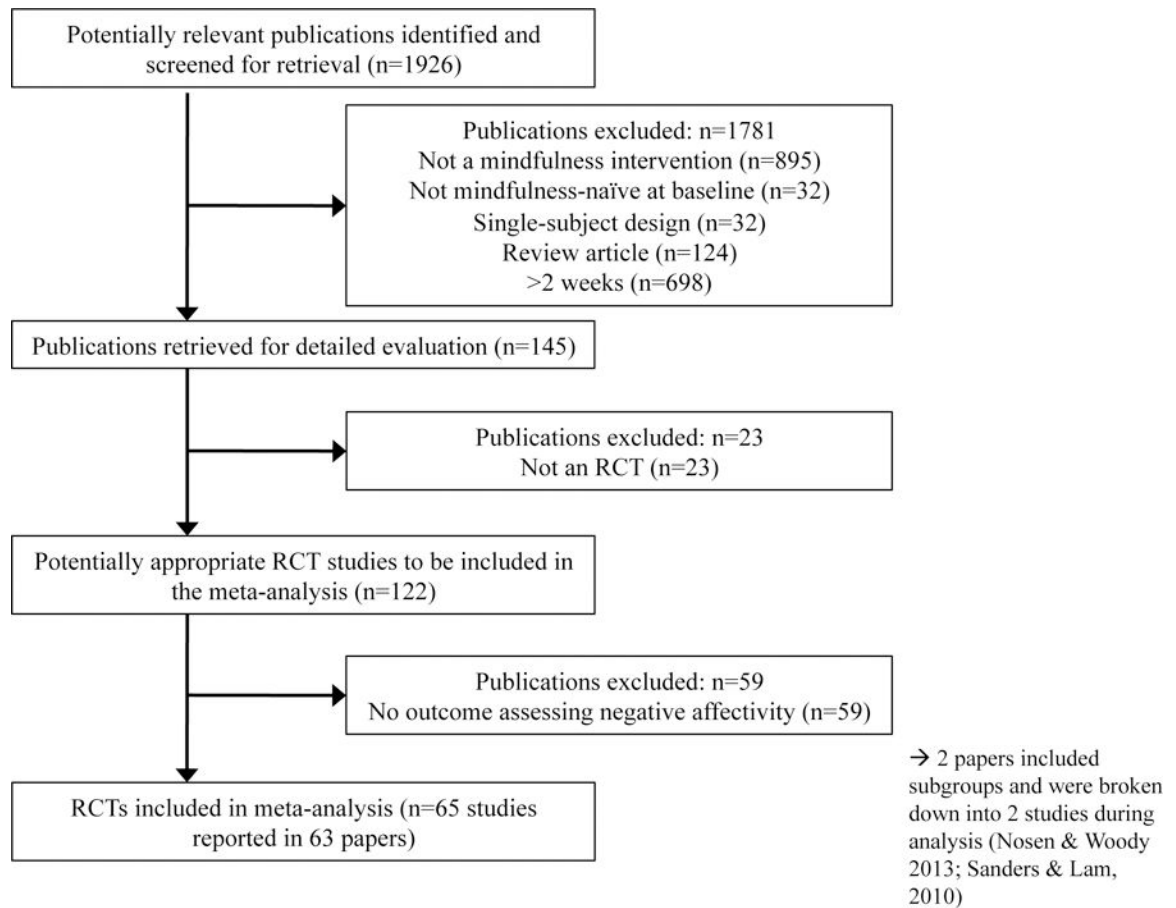 Potentially relevant publications identified and
screened for retrieval (n=1926)
Publications excluded: n=1781
Not a mindfulness intervention (n=895)
Not mindfulness-naïve at baseline (n=32)
Single-subject design (n=32)
Review article (n=124)
>2 weeks (n=698)
Publications retrieved for detailed evaluation (n=145)
Publications excluded: n=23
Not an RCT (n=23)
Potentially appropriate RCT studies to be included in
the meta-analysis (n=122)
Publications excluded: n=59
No outcome assessing negative affectivity (n=59)
RCTs included in meta-analysis (n=65 studies
reported in 63 papers)
→ 2 papers included
subgroups and were broken
down into 2 studies during
analysis (Nosen & Woody
2013; Sanders & Lam,
2010)